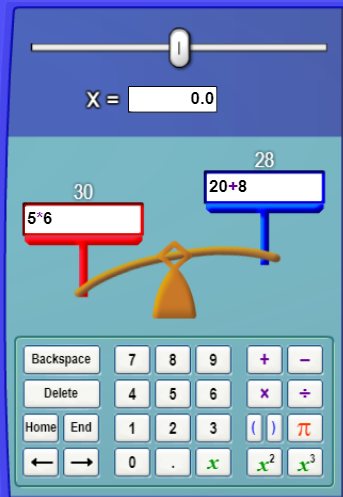 X = 0.0
28
20+8
30
5*6
Backspace 7 8 9 + −
Delete 4 5 6 × ÷
Home End 1 2 3 ( ) π
← → 0 . x x² x³